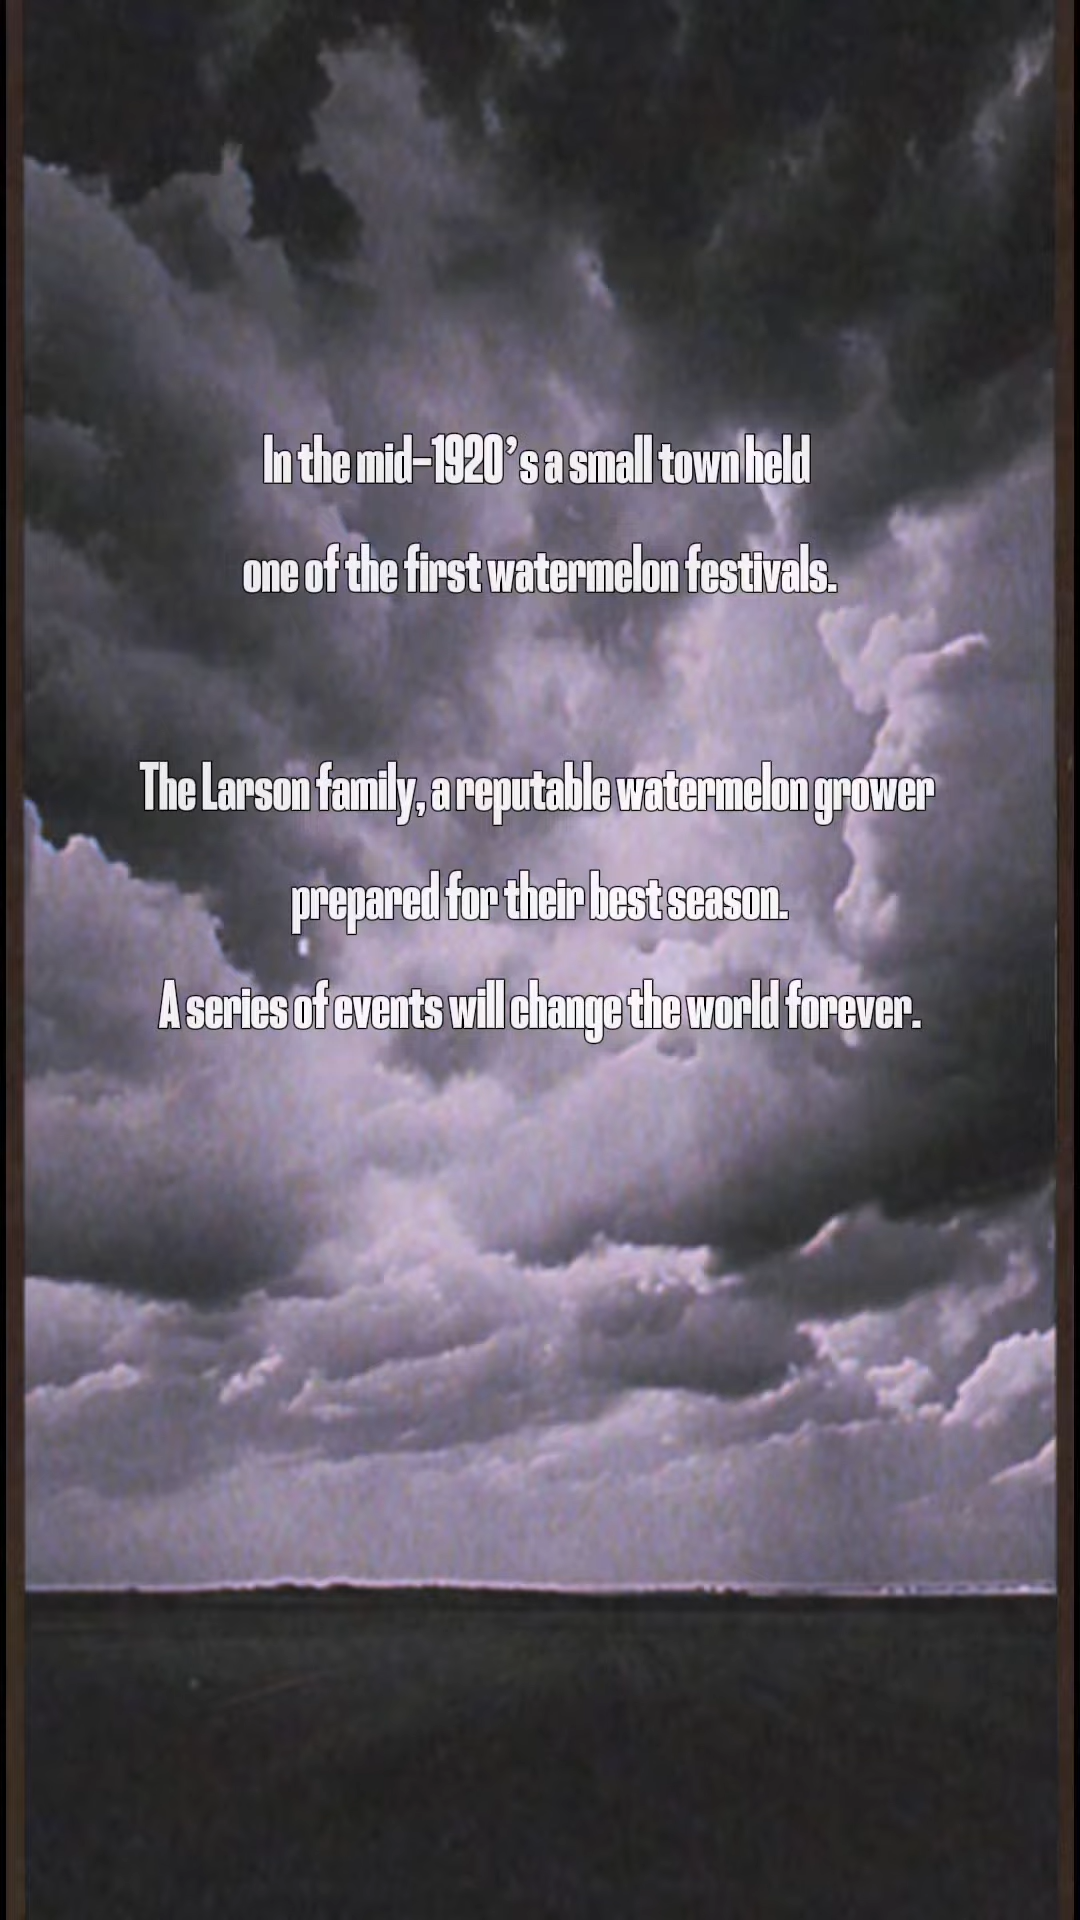 In the mid-1920's a small town held
one of the first watermelon festivals.
The Larson family, a reputable watermelon grower
prepared for their best season.
A series of events will change the world forever.